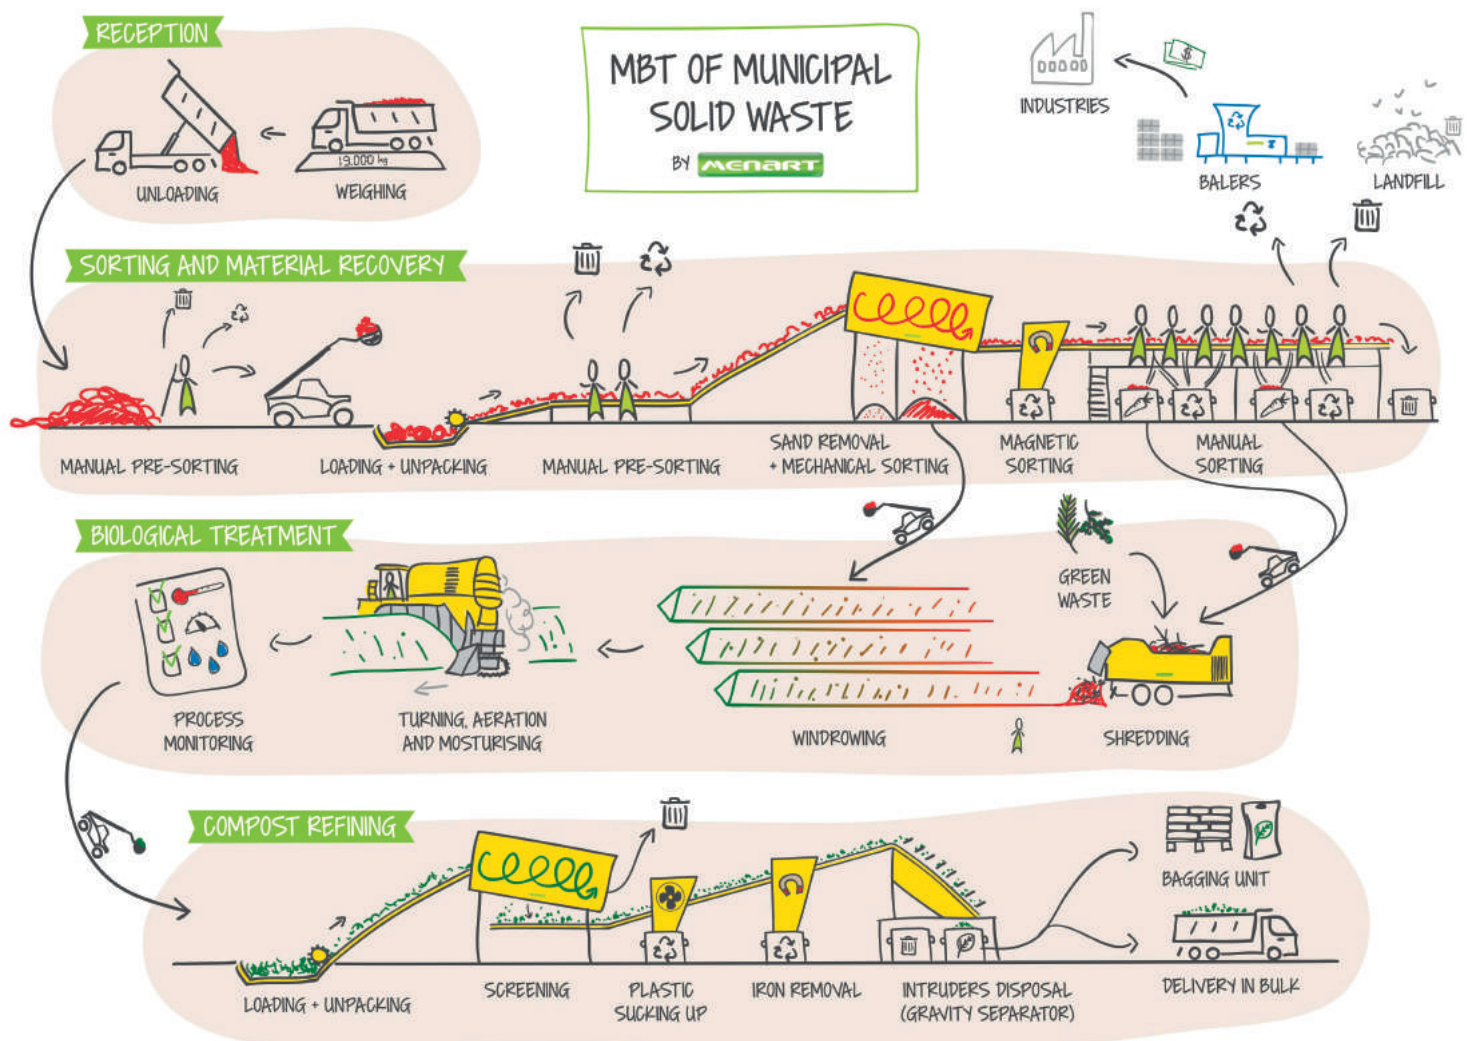 RECEPTION
MBT OF MUNICIPAL
SOLID WASTE
BY MENART
UNLOADING
19.000 kg
WEIGHING
INDUSTRIES
$
BALERS
LANDFILL
SORTING AND MATERIAL RECOVERY
MANUAL PRE-SORTING
LOADING + UNPACKING
MANUAL PRE-SORTING
SAND REMOVAL
+ MECHANICAL SORTING
MAGNETIC
SORTING
MANUAL
SORTING
BIOLOGICAL TREATMENT
PROCESS
MONITORING
TURNING, AERATION
AND MOSTURISING
WINDROWING
GREEN
WASTE
SHREDDING
COMPOST REFINING
LOADING + UNPACKING
SCREENING
PLASTIC
SUCKING UP
IRON REMOVAL
INTRUDERS DISPOSAL
(GRAVITY SEPARATOR)
BAGGING UNIT
DELIVERY IN BULK